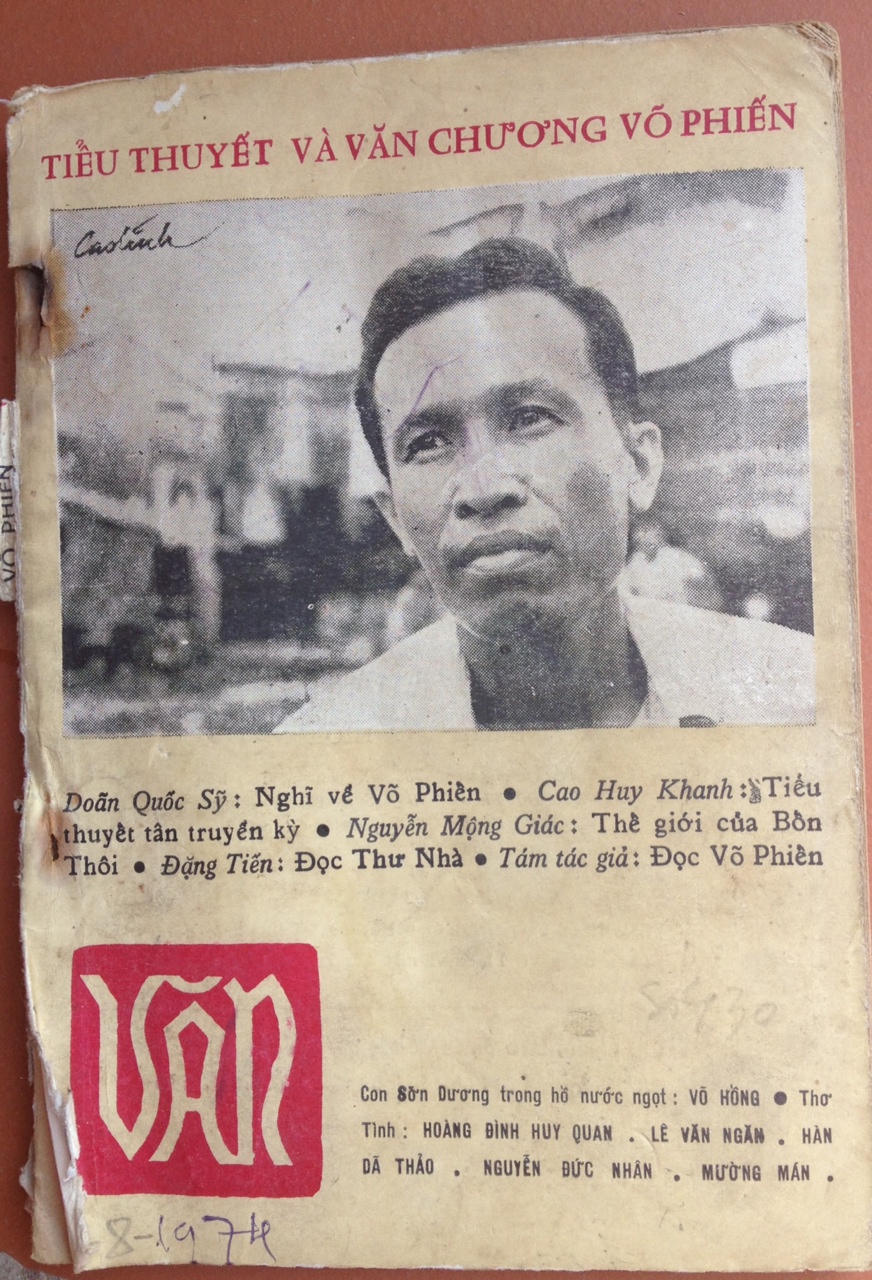 TIỂU THUYẾT VÀ VĂN CHƯƠNG VÕ PHIẾN
Caolĩnh
VÕ PHIẾN
Doãn Quốc Sỹ : Nghĩ về Võ Phiến • Cao Huy Khanh : Tiểu
thuyết tân truyền kỳ • Nguyễn Mộng Giác : Thế giới của Bốn
Thôi • Đặng Tiến : Đọc Thư Nhà • Tám tác giả : Đọc Võ Phiến
VĂN
Con Sơn Dương trong hồ nước ngọt : VÕ HỒNG • Thơ
Tình : HOÀNG ĐÌNH HUY QUAN . LÊ VĂN NGĂN . HÀN
DÃ THẢO . NGUYỄN ĐỨC NHÂN . MƯỜNG MÁN .
8-1974